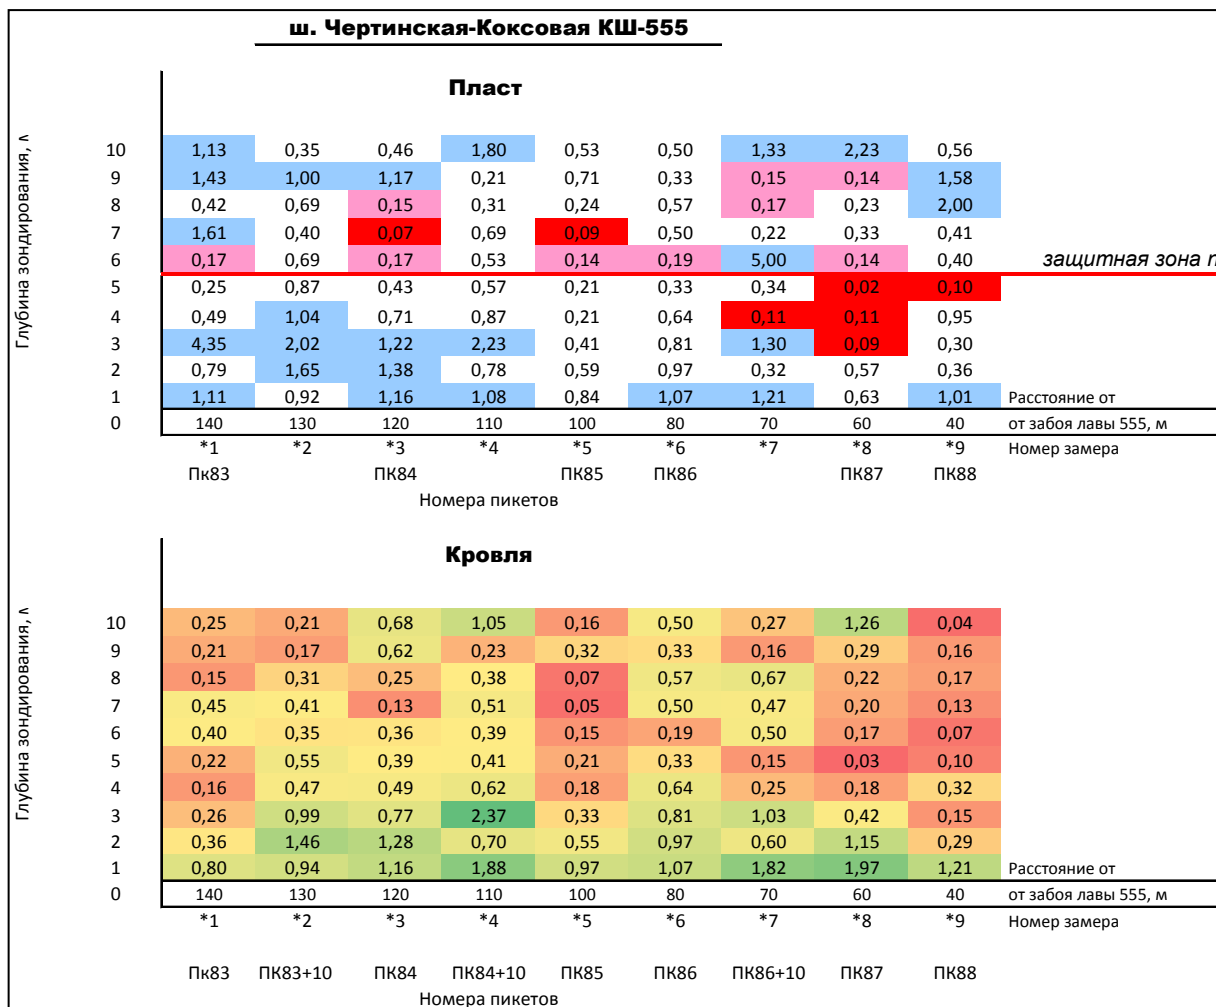 ш. Чертинская-Коксовая КШ-555
Пласт
Глубина зондирования,
10 1,13 0,35 0,46 1,80 0,53 0,50 1,33 2,23 0,56
9 1,43 1,00 1,17 0,21 0,71 0,33 0,15 0,14 1,58
8 0,42 0,69 0,15 0,31 0,24 0,57 0,17 0,23 2,00
7 1,61 0,40 0,07 0,69 0,09 0,50 0,22 0,33 0,41
6 0,17 0,69 0,17 0,53 0,14 0,19 5,00 0,14 0,40 защитная зона
5 0,25 0,87 0,43 0,57 0,21 0,33 0,34 0,02 0,10
4 0,49 1,04 0,71 0,87 0,21 0,64 0,11 0,11 0,95
3 4,35 2,02 1,22 2,23 0,41 0,81 1,30 0,09 0,30
2 0,79 1,65 1,38 0,78 0,59 0,97 0,32 0,57 0,36
1 1,11 0,92 1,16 1,08 0,84 1,07 1,21 0,63 1,01 Расстояние от
0 140 130 120 110 100 80 70 60 40 от забоя лавы 555, м
*1 *2 *3 *4 *5 *6 *7 *8 *9 Номер замера
Пк83 ПК84 ПК85 ПК86 ПК87 ПК88
Номера пикетов
Кровля
Глубина зондирования,
10 0,25 0,21 0,68 1,05 0,16 0,50 0,27 1,26 0,04
9 0,21 0,17 0,62 0,23 0,32 0,33 0,16 0,29 0,16
8 0,15 0,31 0,25 0,38 0,07 0,57 0,67 0,22 0,17
7 0,45 0,41 0,13 0,51 0,05 0,50 0,47 0,20 0,13
6 0,40 0,35 0,36 0,39 0,15 0,19 0,50 0,17 0,07
5 0,22 0,55 0,39 0,41 0,21 0,33 0,15 0,03 0,10
4 0,16 0,47 0,49 0,62 0,18 0,64 0,25 0,18 0,32
3 0,26 0,99 0,77 2,37 0,33 0,81 1,03 0,42 0,15
2 0,36 1,46 1,28 0,70 0,55 0,97 0,60 1,15 0,29
1 0,80 0,94 1,16 1,88 0,97 1,07 1,82 1,97 1,21 Расстояние от
0 140 130 120 110 100 80 70 60 40 от забоя лавы 555, м
*1 *2 *3 *4 *5 *6 *7 *8 *9 Номер замера
Пк83 ПК83+10 ПК84 ПК84+10 ПК85 ПК86 ПК86+10 ПК87 ПК88
Номера пикетов